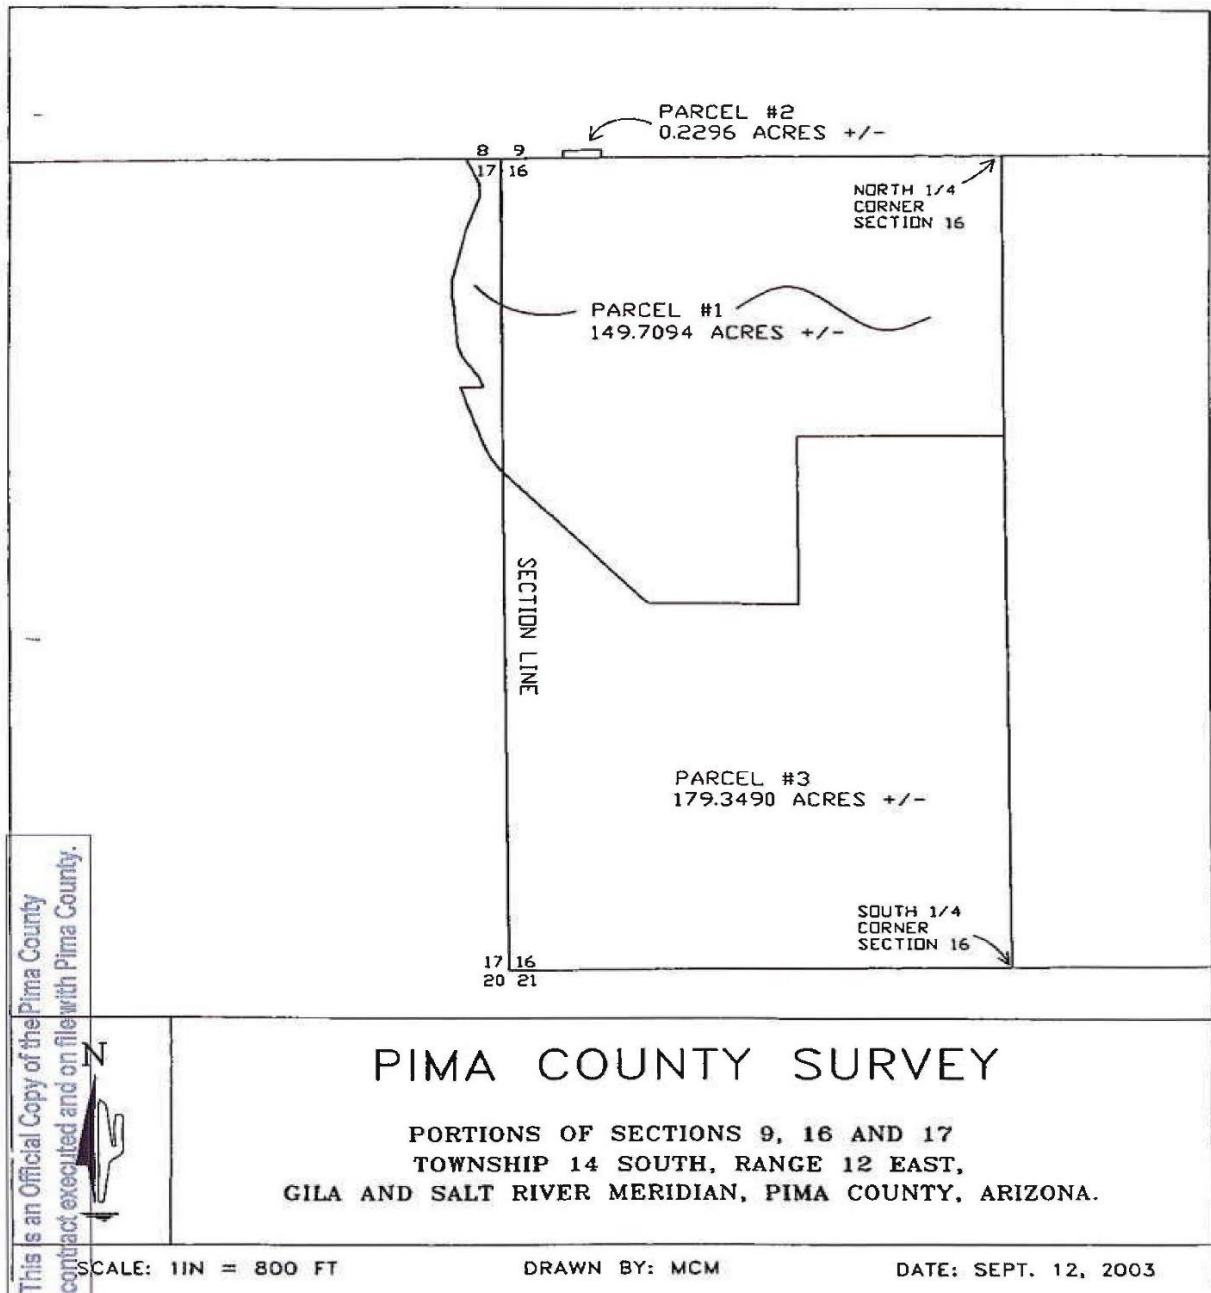 PARCEL #2
0.2296 ACRES +/-
8 9
17 16
NORTH 1/4
CORNER
SECTION 16
PARCEL #1
149.7094 ACRES +/-
SECTION LINE
PARCEL #3
179.3490 ACRES +/-
SOUTH 1/4
CORNER
SECTION 16
17 16
20 21
This is an Official Copy of the Pima County
contract executed and on file with Pima County.
N
PIMA COUNTY SURVEY
PORTIONS OF SECTIONS 9, 16 AND 17
TOWNSHIP 14 SOUTH, RANGE 12 EAST,
GILA AND SALT RIVER MERIDIAN, PIMA COUNTY, ARIZONA.
SCALE: 1IN = 800 FT
DRAWN BY: MCM
DATE: SEPT. 12, 2003